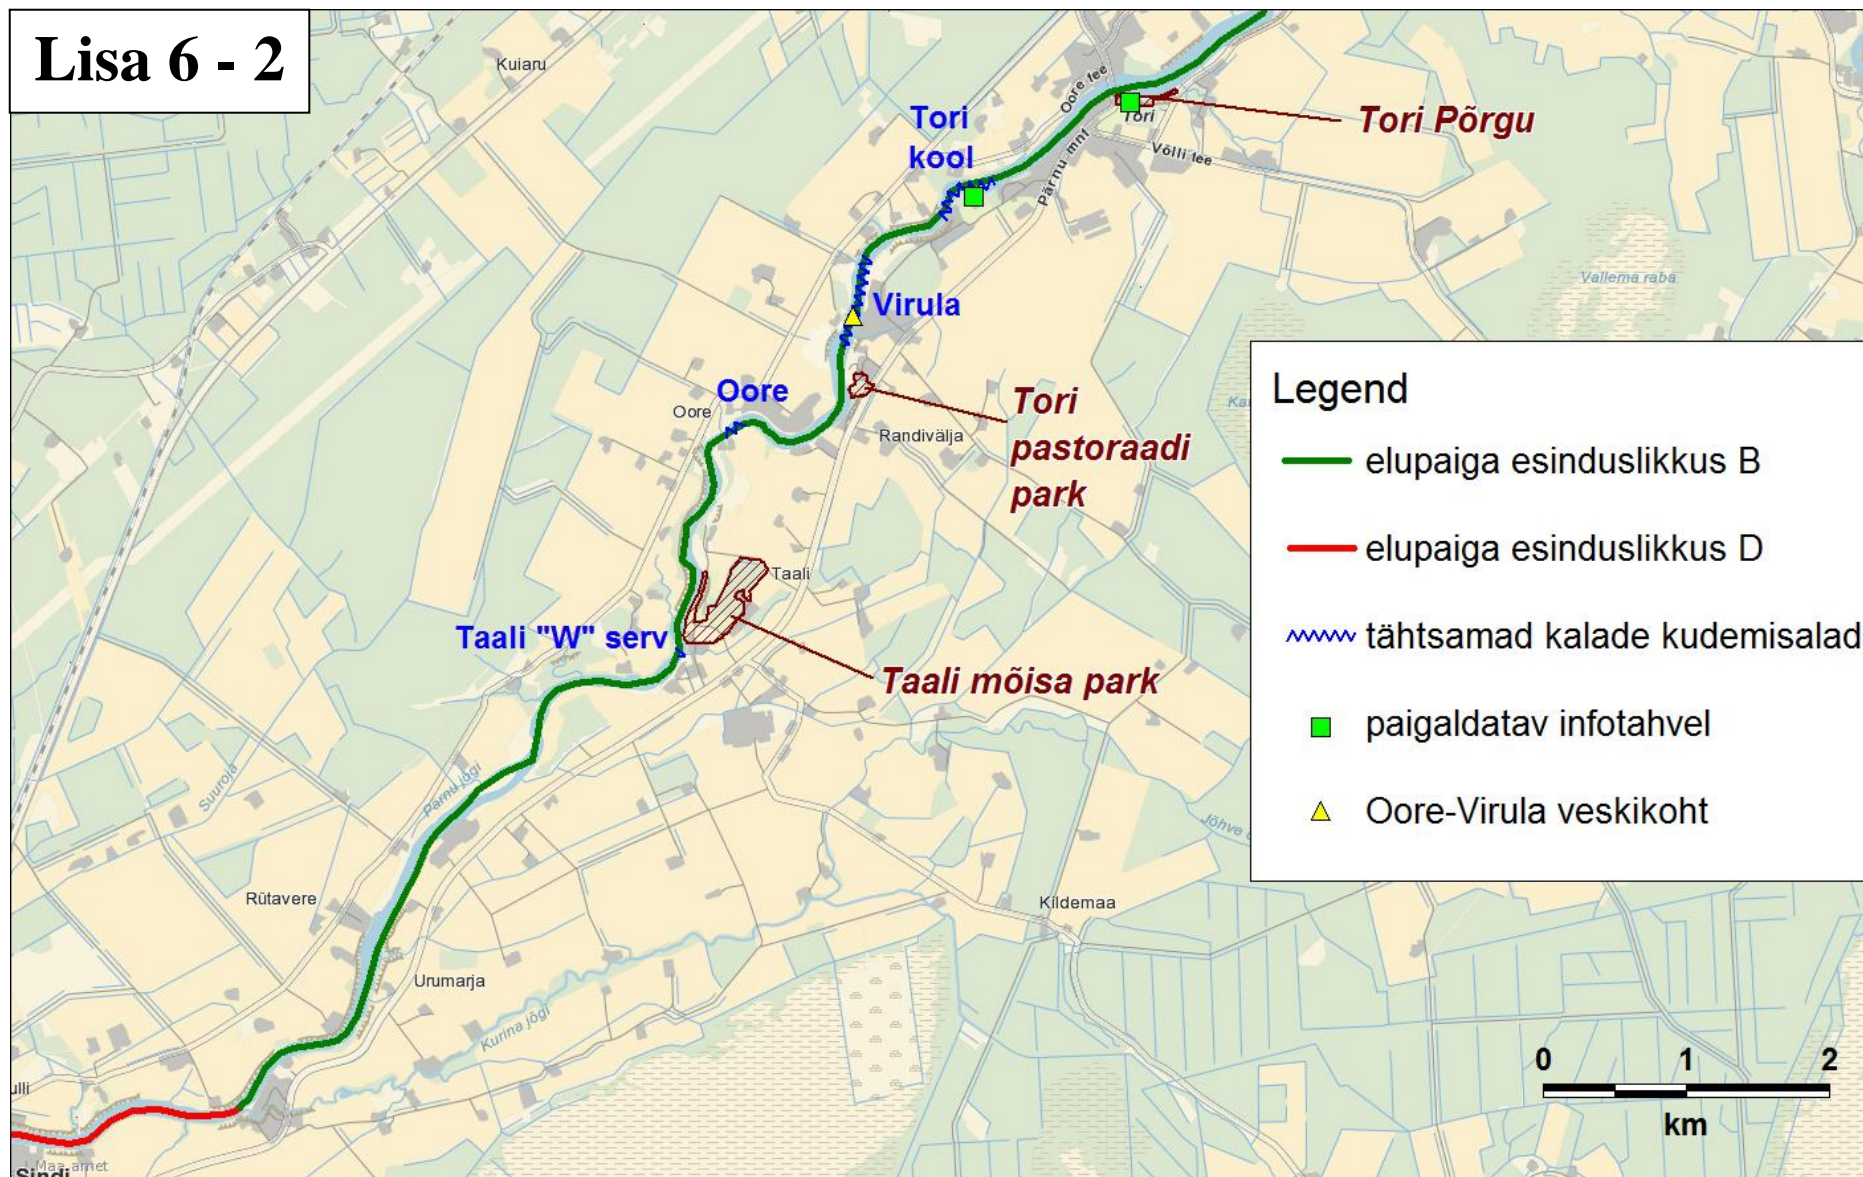 Lisa 6 - 2
Kuiaru
Oore tee
Tori
Tori Põrgu
Tori
kool
Pärnu mnt
Võlli tee
Vallema raba
Virula
Oore
Oore
Randivälja
Tori
pastoraadi
park
Taali
Taali "W" serv
Taali mõisa park
Suuroja
Pärnu jõgi
Rütavere
Urumarja
Kurina jõgi
Kildemaa
Jõhve
ulli
Sindi
Maa-amet
Legend
elupaiga esinduslikkus B
elupaiga esinduslikkus D
tähtsamad kalade kudemisalad
paigaldatav infotahvel
Oore-Virula veskikoht
0 1 2
km